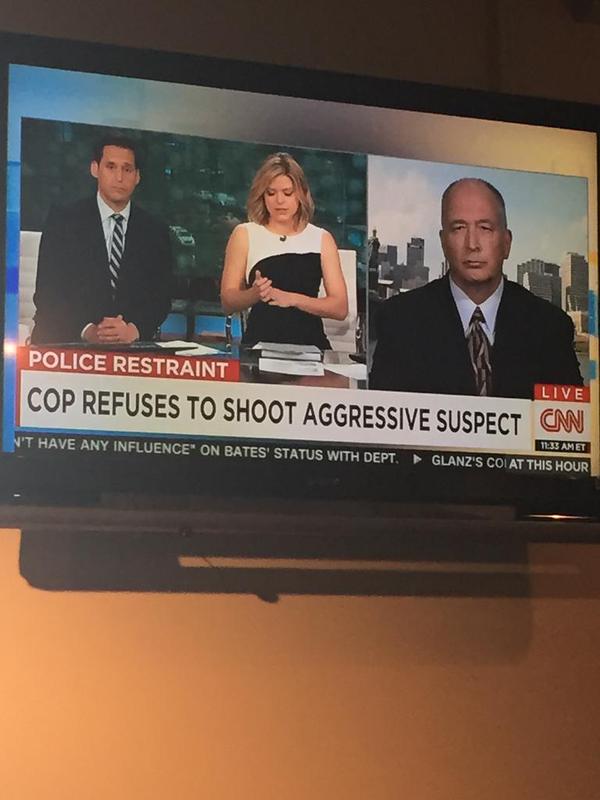 POLICE RESTRAINT
COP REFUSES TO SHOOT AGGRESSIVE SUSPECT
LIVE
CNN
11:33 AM ET
N'T HAVE ANY INFLUENCE" ON BATES' STATUS WITH DEPT. ▶ GLANZ'S CO AT THIS HOUR